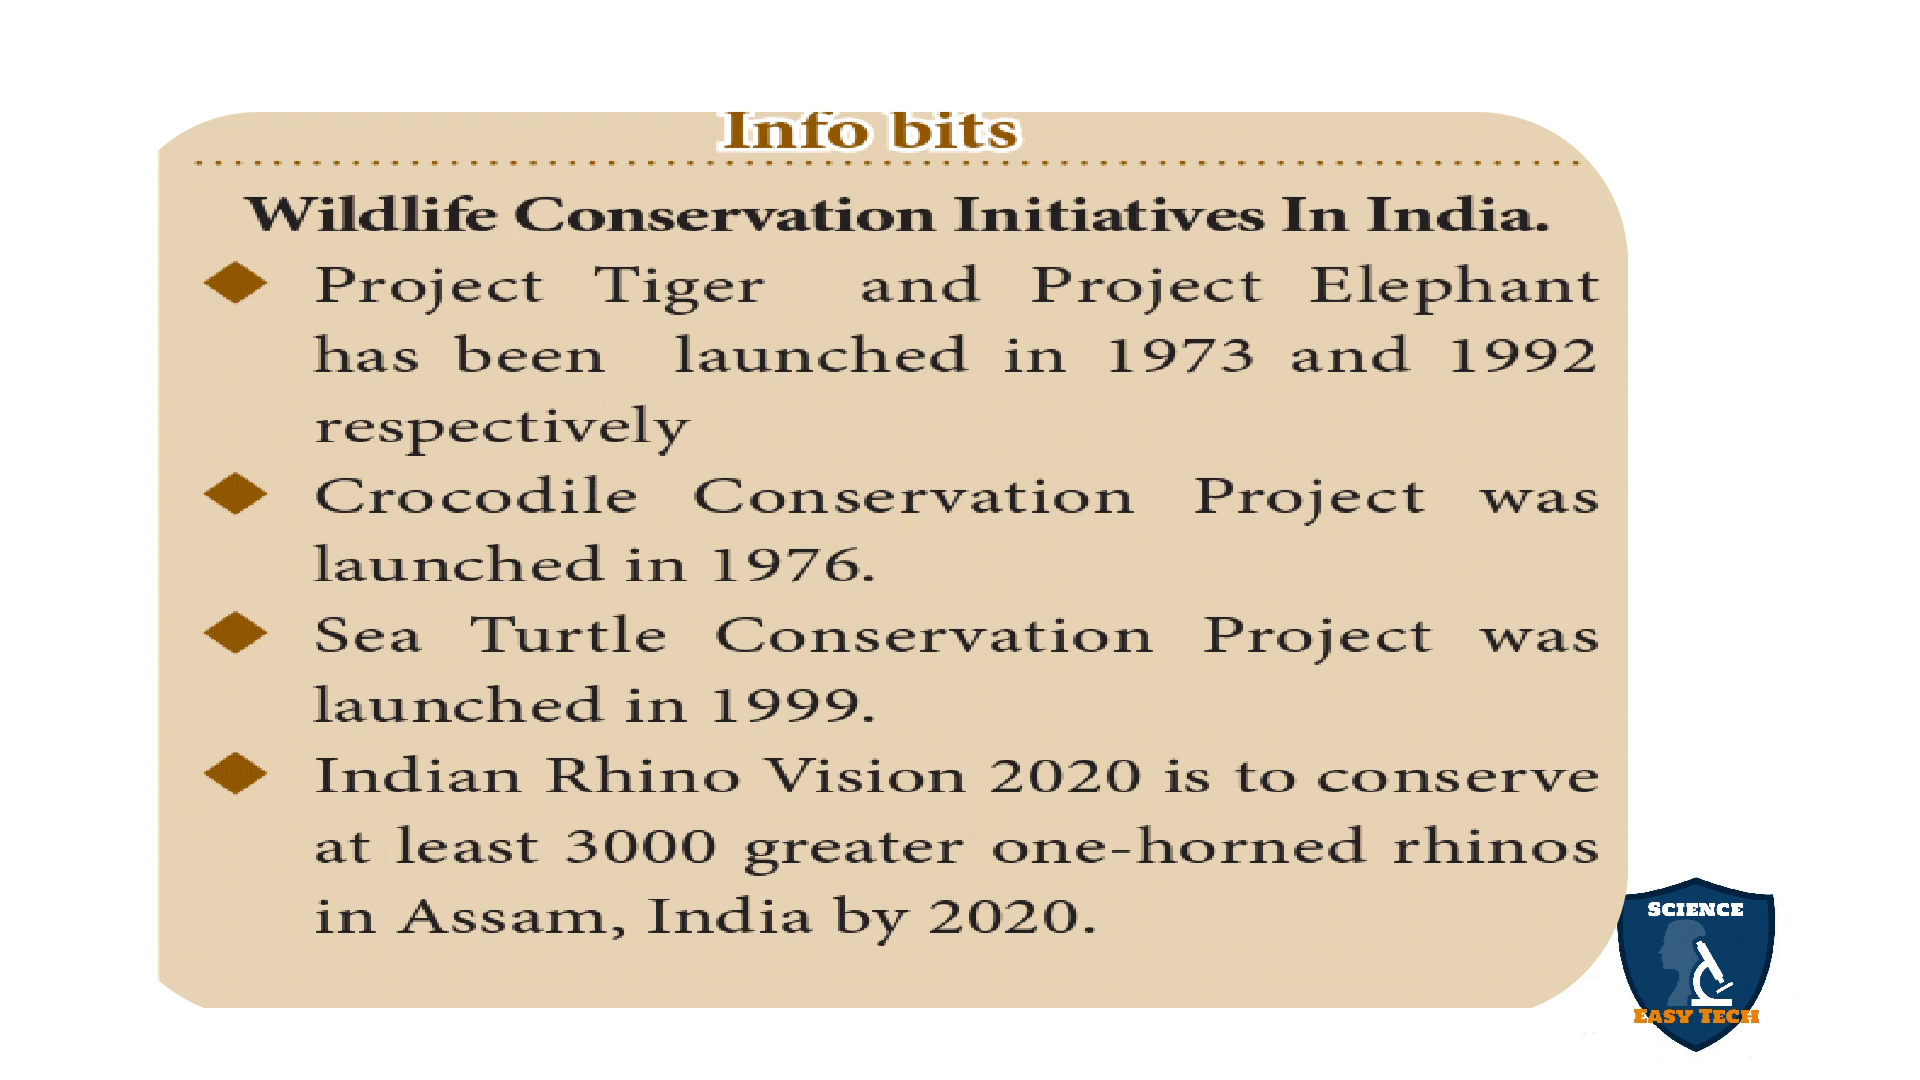 Info bits
Wildlife Conservation Initiatives In India.
Project Tiger and Project Elephant
has been launched in 1973 and 1992
respectively
Crocodile Conservation Project was
launched in 1976.
Sea Turtle Conservation Project was
launched in 1999.
Indian Rhino Vision 2020 is to conserve
at least 3000 greater one-horned rhinos
in Assam, India by 2020.
SCIENCE
EASY TECH